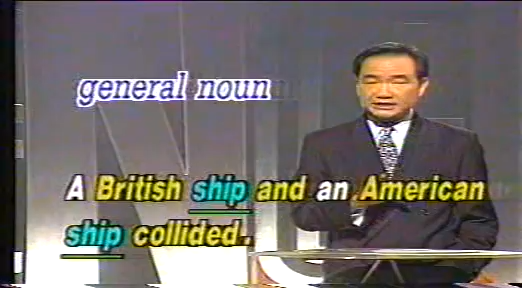 general noun
A British ship and an American
ship collided.